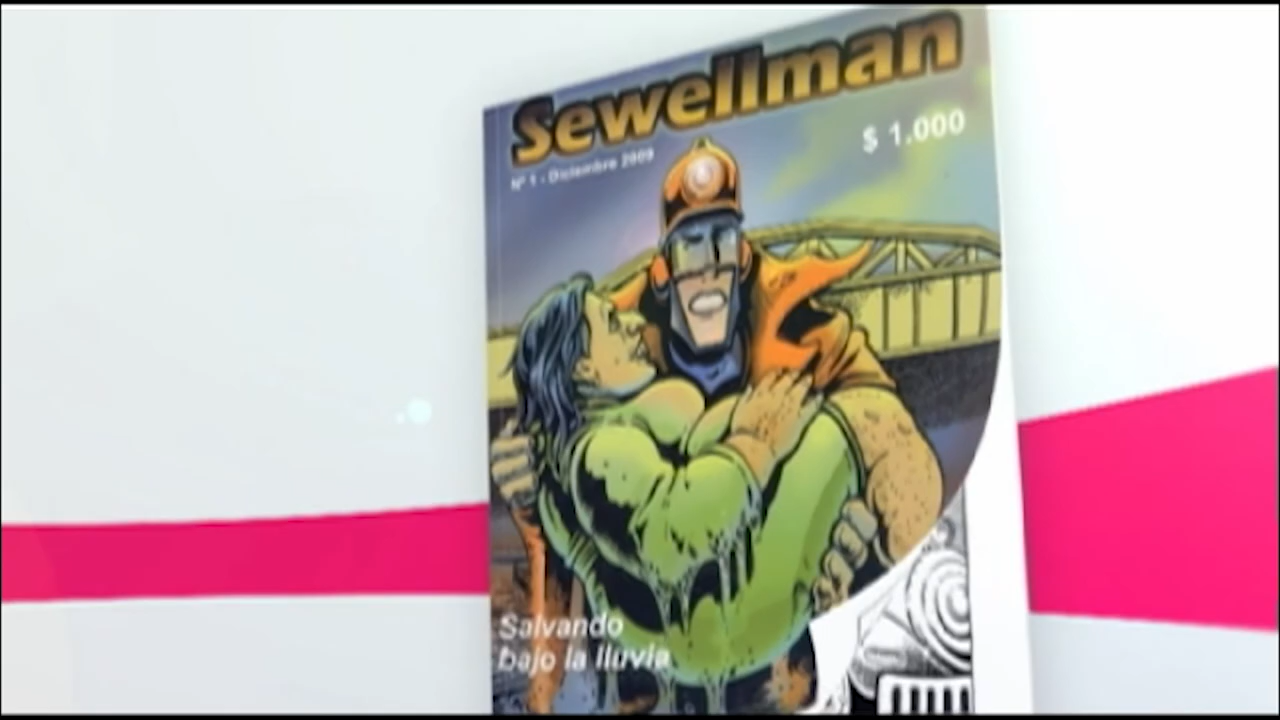 Sewellman
Nº 1 - Diciembre 2009
$ 1.000
Salvando
bajo la lluvia